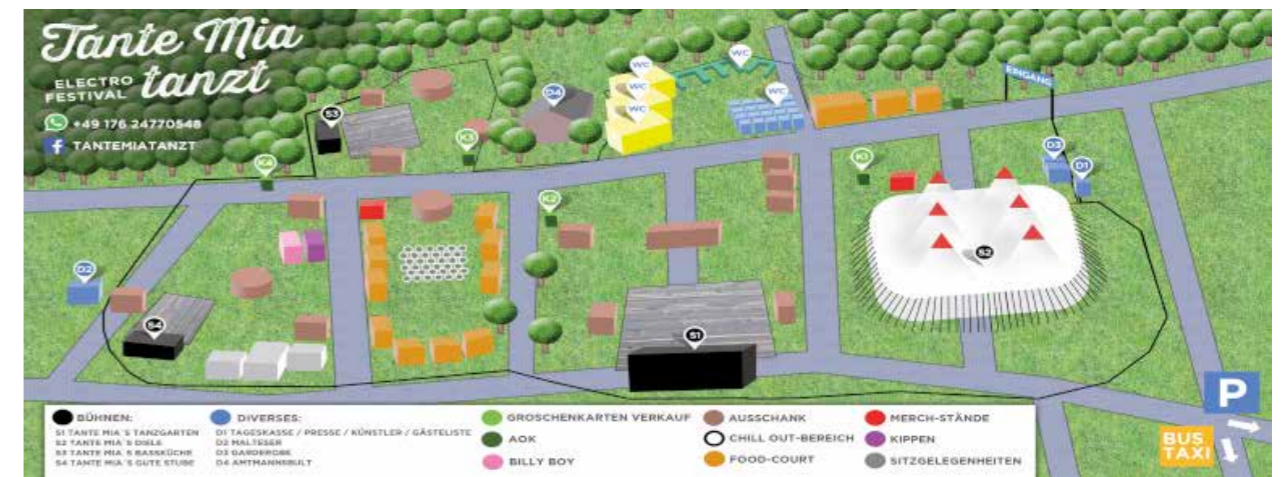 Tante Mia
ELECTRO FESTIVAL tanzt
+49 176 24770548
TANTEMIATANZT
EINGANG
WC
WC
WC
WC
WC
S3
D4
K3
K4
K1
D3
D1
K2
S2
D2
S4
S1
P
BUS
TAXI
BÜHNEN:
S1 TANTE MIA´S TANZGARTEN
S2 TANTE MIA´S DIELE
S3 TANTE MIA´S BASSKÜCHE
S4 TANTE MIA´S GUTE STUBE
DIVERSES:
D1 TAGESKASSE / PRESSE / KÜNSTLER / GÄSTELISTE
D2 MALTESER
D3 GARDEROBE
D4 AMTMANNSBULT
GROSCHENKARTEN VERKAUF
AOK
BILLY BOY
AUSSCHANK
CHILL OUT-BEREICH
FOOD-COURT
MERCH-STÄNDE
KIPPEN
SITZGELEGENHEITEN